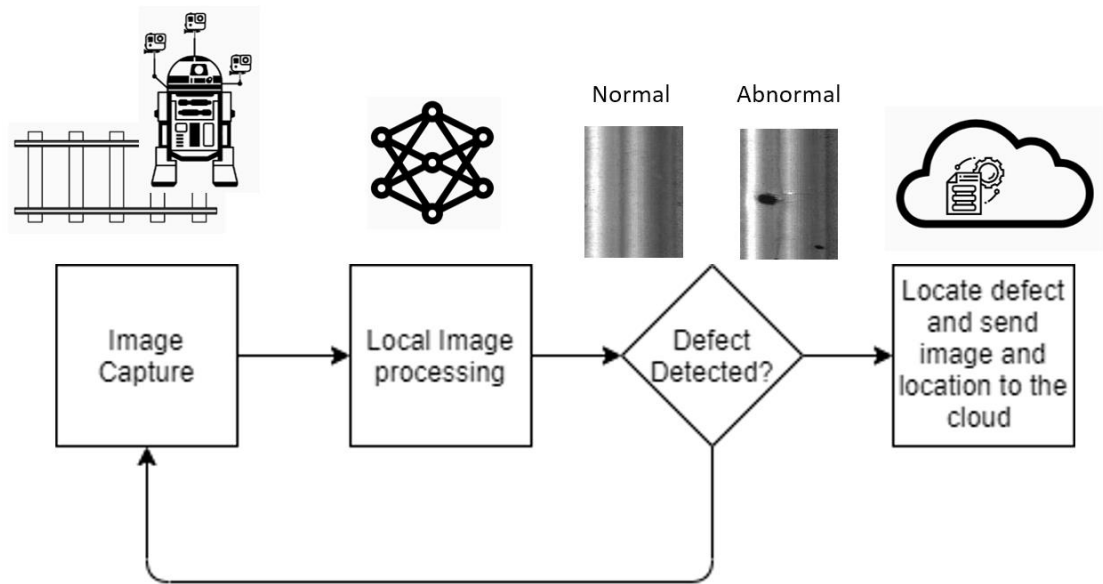 Normal
Abnormal
Image
Capture
Local Image
processing
Defect
Detected?
Locate defect
and send
image and
location to the
cloud